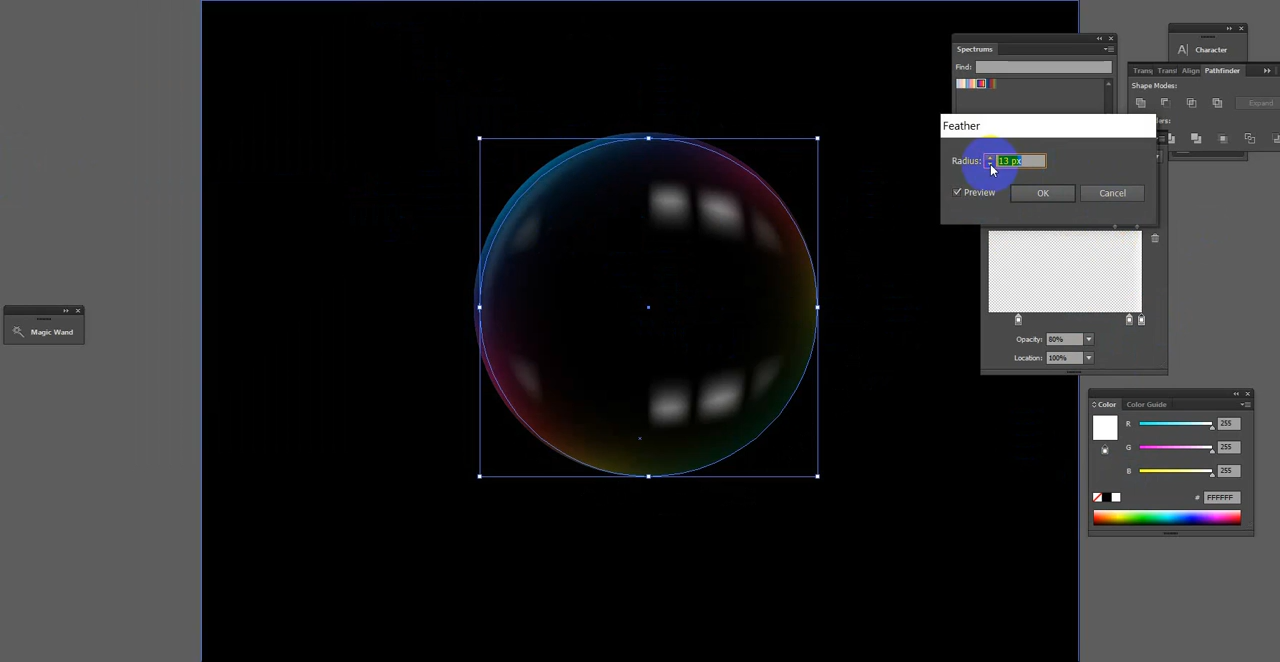 Character
Spectrums
Find:
Align
Pathfinder
Shape Modes:
Expand
Feather
Radius:
13 px
Preview
OK
Cancel
Magic Wand
Opacity:
80%
Location:
100%
Color
Color Guide
R
255
G
255
B
255
#
FFFFFF